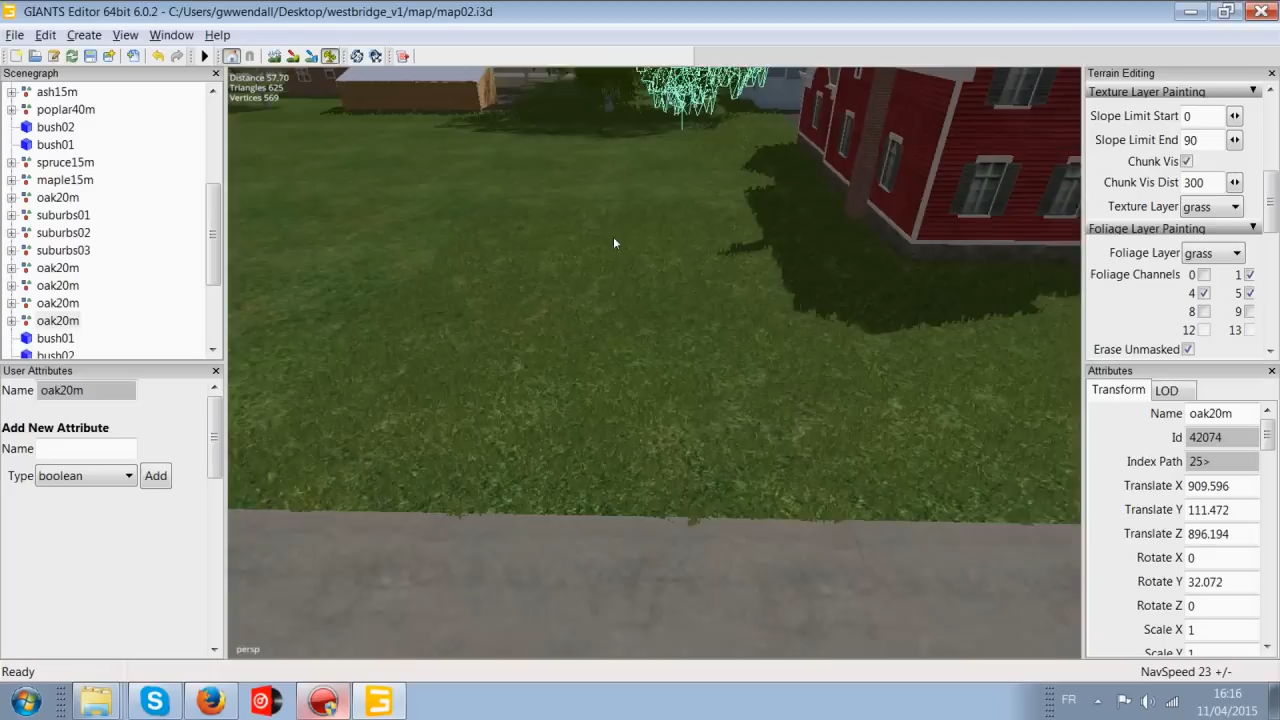 GIANTS Editor 64bit 6.0.2 - C:/Users/gwwendall/Desktop/westbridge_v1/map/map02.i3d
File Edit Create View Window Help
Scenegraph
ash15m
poplar40m
bush02
bush01
spruce15m
maple15m
oak20m
suburbs01
suburbs02
suburbs03
oak20m
oak20m
oak20m
oak20m
bush01
bush02
User Attributes
Name oak20m
Add New Attribute
Name
Type boolean Add
Distance 57.70
Triangles 625
Vertices 569
persp
Terrain Editing
Texture Layer Painting
Slope Limit Start 0
Slope Limit End 90
Chunk Vis
Chunk Vis Dist 300
Texture Layer grass
Foliage Layer Painting
Foliage Layer grass
Foliage Channels 0 1
4 5
8 9
12 13
Erase Unmasked
Attributes
Transform LOD
Name oak20m
Id 42074
Index Path 25>
Translate X 909.596
Translate Y 111.472
Translate Z 896.194
Rotate X 0
Rotate Y 32.072
Rotate Z 0
Scale X 1
Scale Y 1
Ready
NavSpeed 23 +/-
FR
16:16
11/04/2015